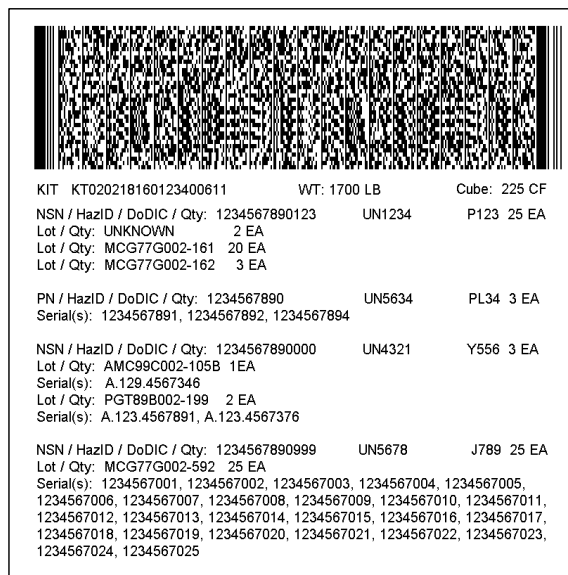 KIT KT020218160123400611 WT: 1700 LB Cube: 225 CF
NSN / HazID / DoDIC / Qty: 1234567890123 UN1234 P123 25 EA
Lot / Qty: UNKNOWN 2 EA
Lot / Qty: MCG77G002-161 20 EA
Lot / Qty: MCG77G002-162 3 EA
PN / HazID / DoDIC / Qty: 1234567890 UN5634 PL34 3 EA
Serial(s): 1234567891, 1234567892, 1234567894
NSN / HazID / DoDIC / Qty: 1234567890000 UN4321 Y556 3 EA
Lot / Qty: AMC99C002-105B 1EA
Serial(s): A.129.4567346
Lot / Qty: PGT89B002-199 2 EA
Serial(s): A.123.4567891, A.123.4567376
NSN / HazID / DoDIC / Qty: 1234567890999 UN5678 J789 25 EA
Lot / Qty: MCG77G002-592 25 EA
Serial(s): 1234567001, 1234567002, 1234567003, 1234567004, 1234567005,
1234567006, 1234567007, 1234567008, 1234567009, 1234567010, 1234567011,
1234567012, 1234567013, 1234567014, 1234567015, 1234567016, 1234567017,
1234567018, 1234567019, 1234567020, 1234567021, 1234567022, 1234567023,
1234567024, 1234567025